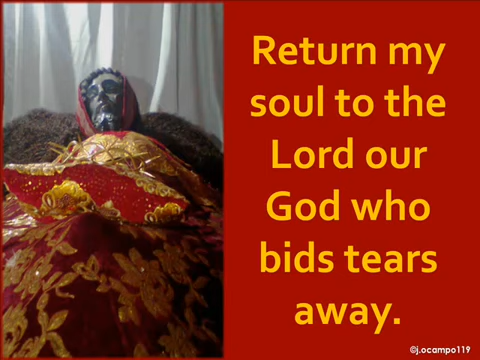 Return my
soul to the
Lord our
God who
bids tears
away.
©j.ocampo119